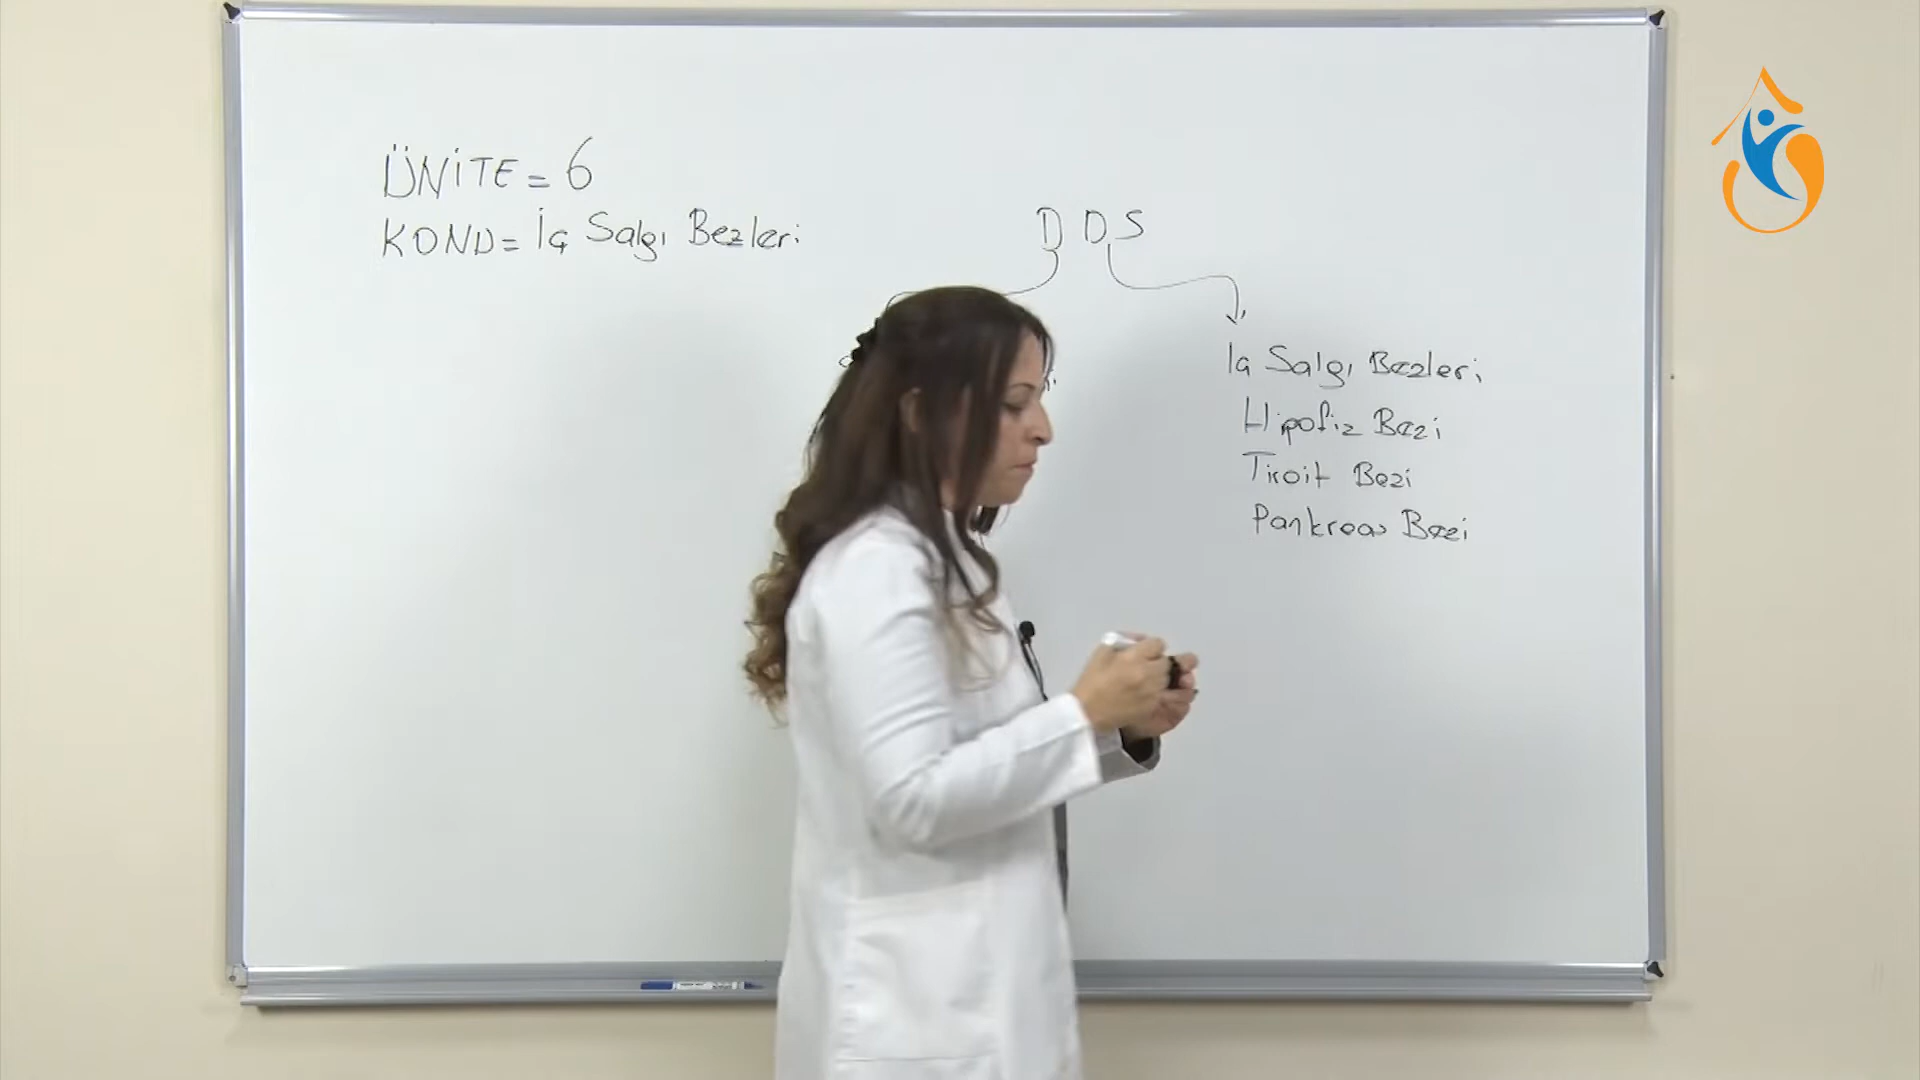 ÜNİTE = 6
KONU = İç Salgı Bezleri
D D S
İç Salgı Bezleri
Hipofiz Bezi
Tiroit Bezi
Pankreas Bezi